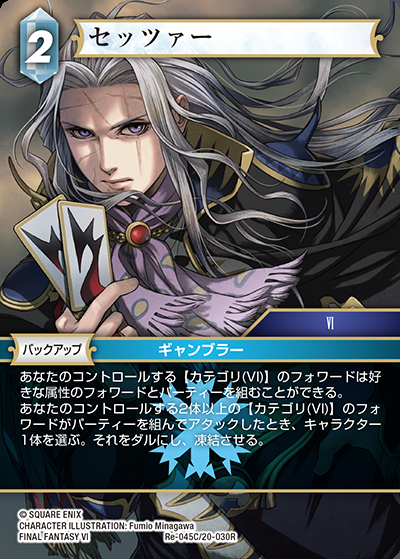 2
セッツァー
VI
バックアップ
ギャンブラー
あなたのコントロールする【カテゴリ(VI)】のフォワードは好
きな属性のフォワードとパーティーを組むことができる。
あなたのコントロールする2体以上の【カテゴリ(VI)】のフォ
ワードがパーティーを組んでアタックしたとき、キャラクター
1体を選ぶ。それをダルにし、凍結させる。
© SQUARE ENIX
CHARACTER ILLUSTRATION: Fumio Minagawa
FINAL FANTASY VI
Re-045C/20-030R